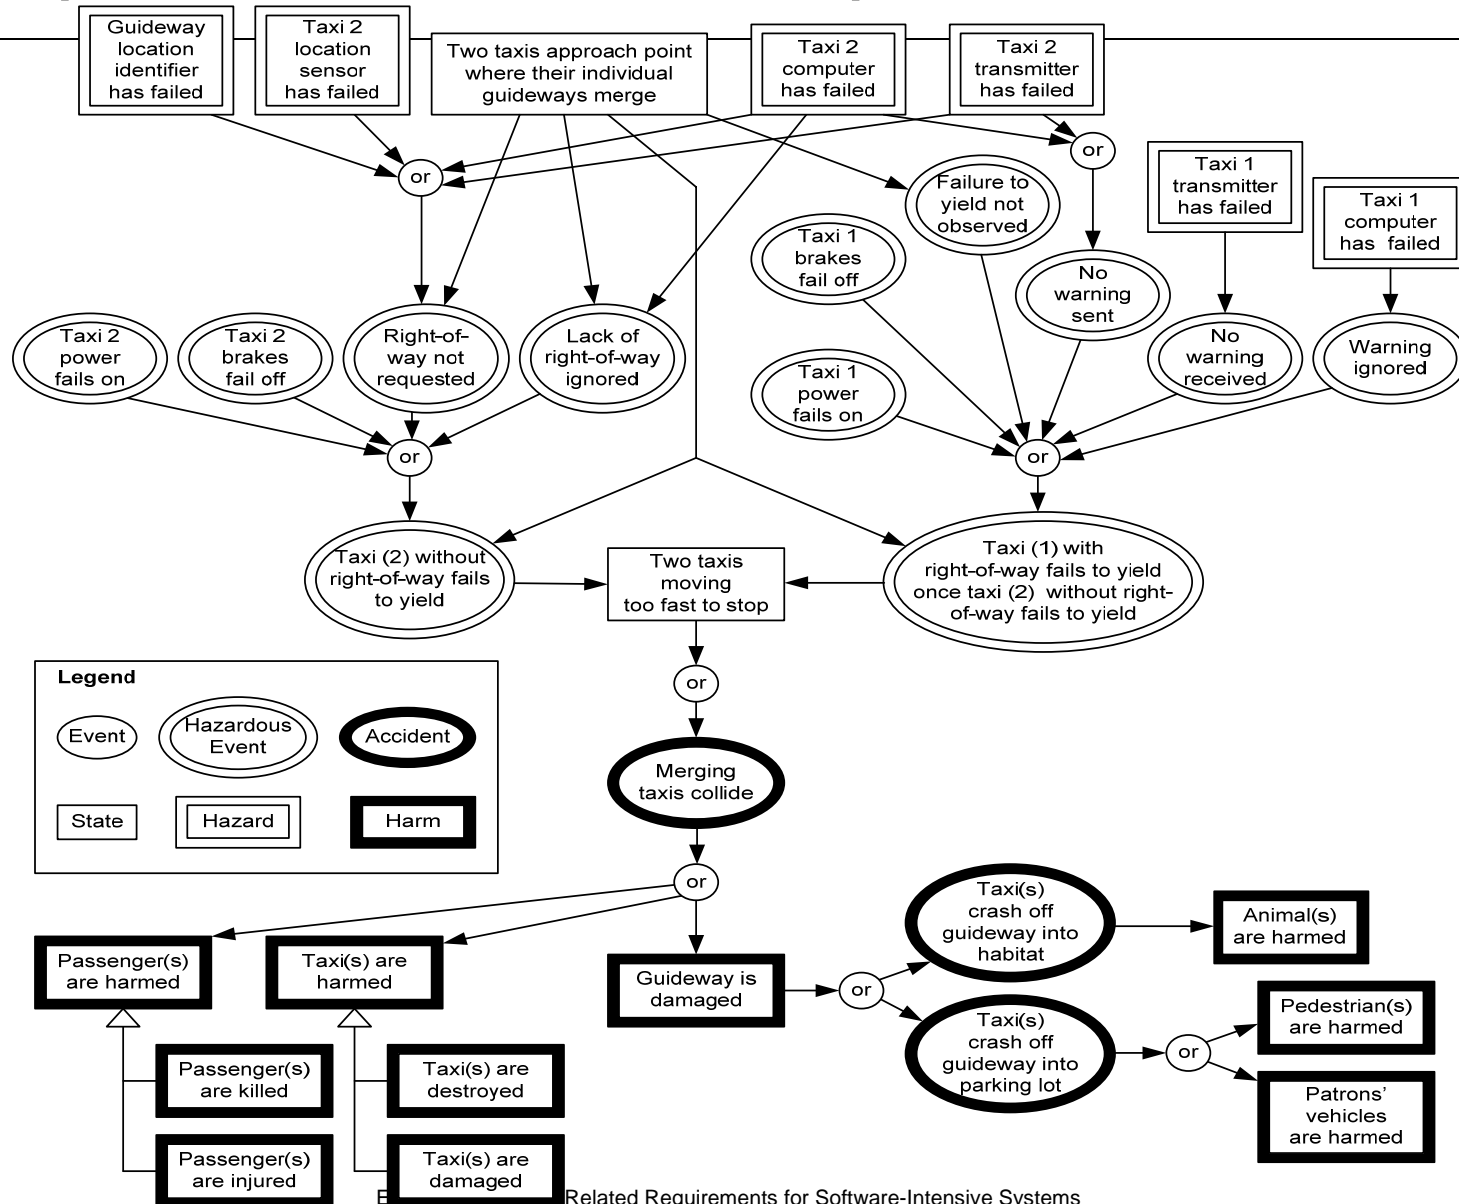 Guideway
location
identifier
has failed
Taxi 2
location
sensor
has failed
Two taxis approach point
where their individual
guideways merge
Taxi 2
computer
has failed
Taxi 2
transmitter
has failed
or
or
Failure to
yield not
observed
Taxi 1
transmitter
has failed
Taxi 1
computer
has failed
Taxi 1
brakes
fail off
No
warning
sent
Taxi 2
power
fails on
Taxi 2
brakes
fail off
Right-of-
way not
requested
Lack of
right-of-way
ignored
Taxi 1
power
fails on
No
warning
received
Warning
ignored
or
or
Taxi (2) without
right-of-way fails
to yield
Two taxis
moving
too fast to stop
Taxi (1) with
right-of-way fails to yield
once taxi (2) without right-
of-way fails to yield
or
Legend
Event
Hazardous
Event
Accident
State
Hazard
Harm
Merging
taxis collide
or
Passenger(s)
are harmed
Taxi(s) are
harmed
Guideway is
damaged
or
Taxi(s)
crash off
guideway into
habitat
Animal(s)
are harmed
Taxi(s)
crash off
guideway into
parking lot
or
Pedestrian(s)
are harmed
Patrons'
vehicles
are harmed
Passenger(s)
are killed
Taxi(s) are
destroyed
Passenger(s)
are injured
Taxi(s) are
damaged
Related Requirements for Software-Intensive Systems